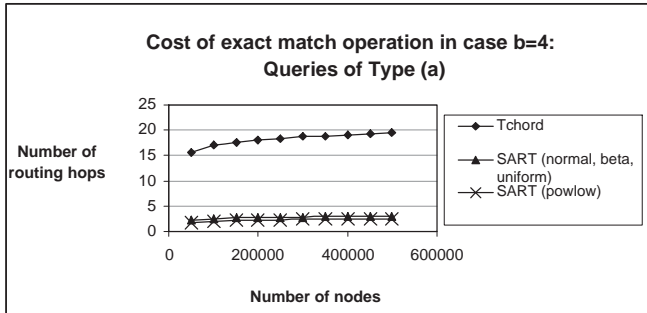 Cost of exact match operation in case b=4:
Queries of Type (a)
25
20
15
10
5
0
Number of
routing hops
0
200000
400000
600000
Number of nodes
Tchord
SART (normal, beta,
uniform)
SART (powlow)